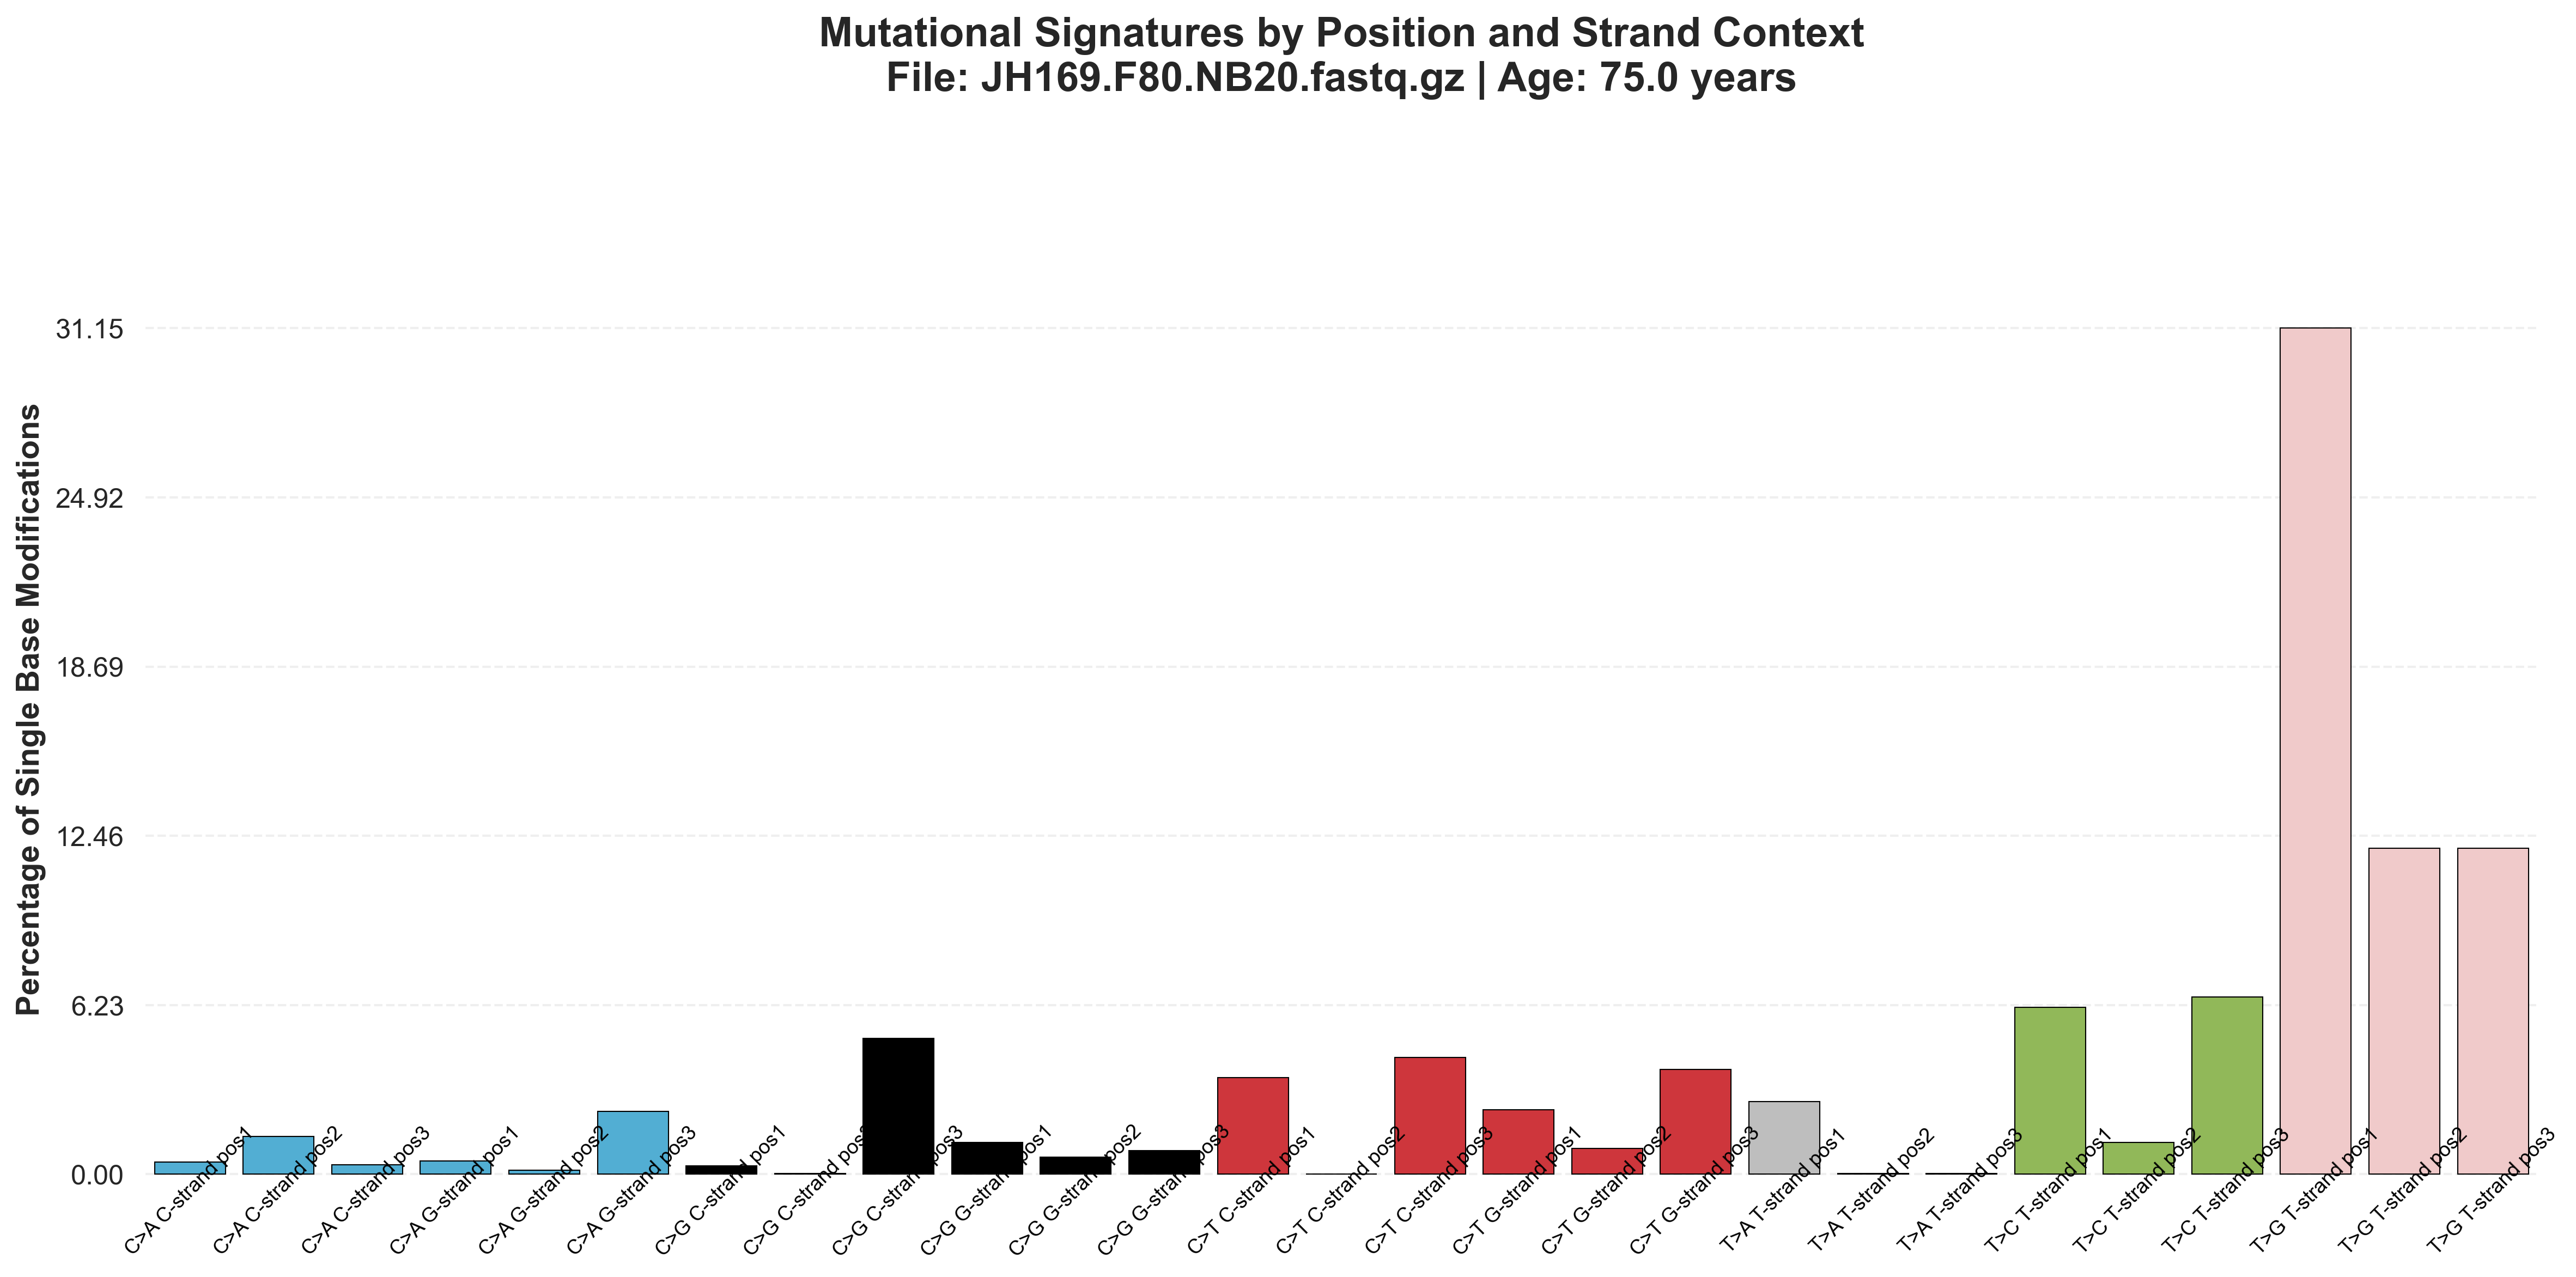 Mutational Signatures by Position and Strand Context
File: JH169.F80.NB20.fastq.gz | Age: 75.0 years
Percentage of Single Base Modifications
31.15
24.92
18.69
12.46
6.23
0.00
C>A C-strand pos1
C>A C-strand pos2
C>A C-strand pos3
C>A G-strand pos1
C>A G-strand pos2
C>A G-strand pos3
C>G C-strand pos1
C>G C-strand pos2
C>G C-strand pos3
C>G G-strand pos1
C>G G-strand pos2
C>G G-strand pos3
C>T C-strand pos1
C>T C-strand pos2
C>T C-strand pos3
C>T G-strand pos1
C>T G-strand pos2
C>T G-strand pos3
T>A T-strand pos1
T>A T-strand pos2
T>A T-strand pos3
T>C T-strand pos1
T>C T-strand pos2
T>C T-strand pos3
T>G T-strand pos1
T>G T-strand pos2
T>G T-strand pos3